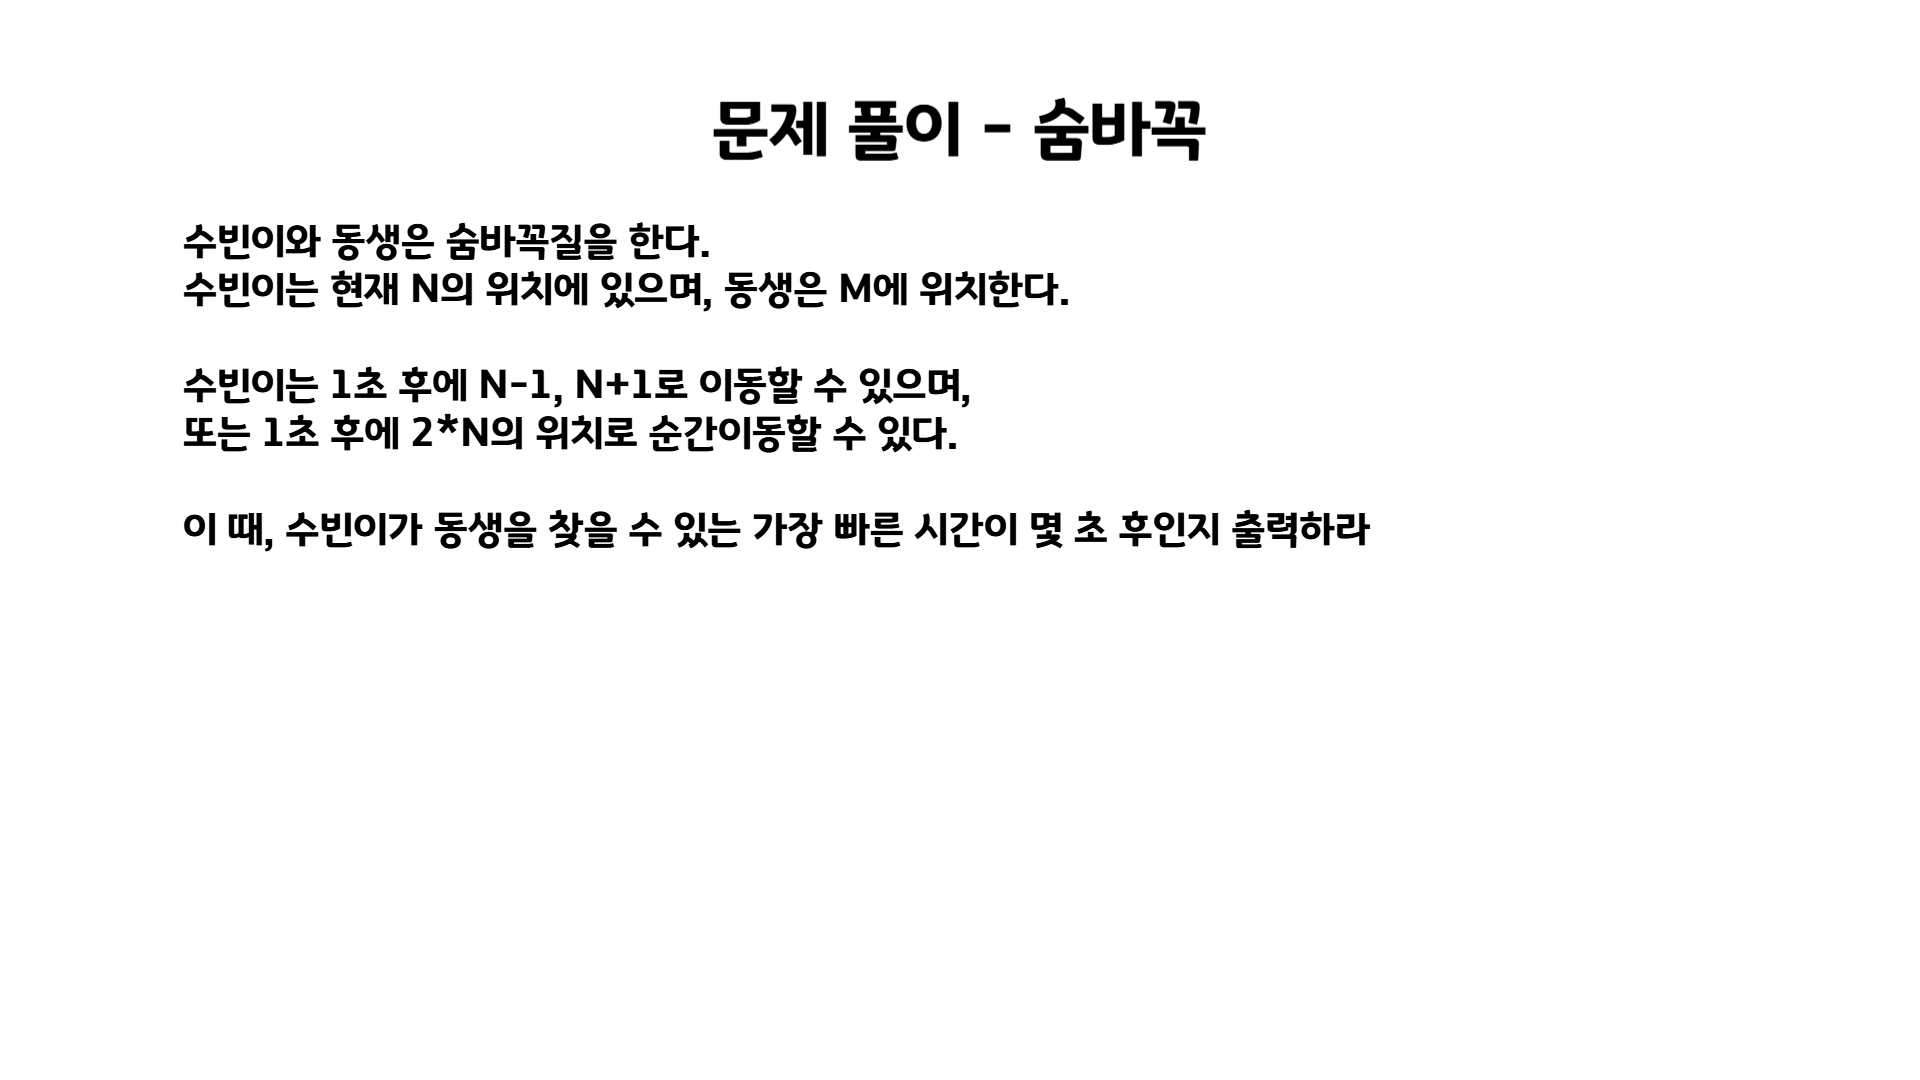 문제 풀이 - 숨바꼭
수빈이와 동생은 숨바꼭질을 한다.
수빈이는 현재 N의 위치에 있으며, 동생은 M에 위치한다.
수빈이는 1초 후에 N-1, N+1로 이동할 수 있으며,
또는 1초 후에 2*N의 위치로 순간이동할 수 있다.
이 때, 수빈이가 동생을 찾을 수 있는 가장 빠른 시간이 몇 초 후인지 출력하라